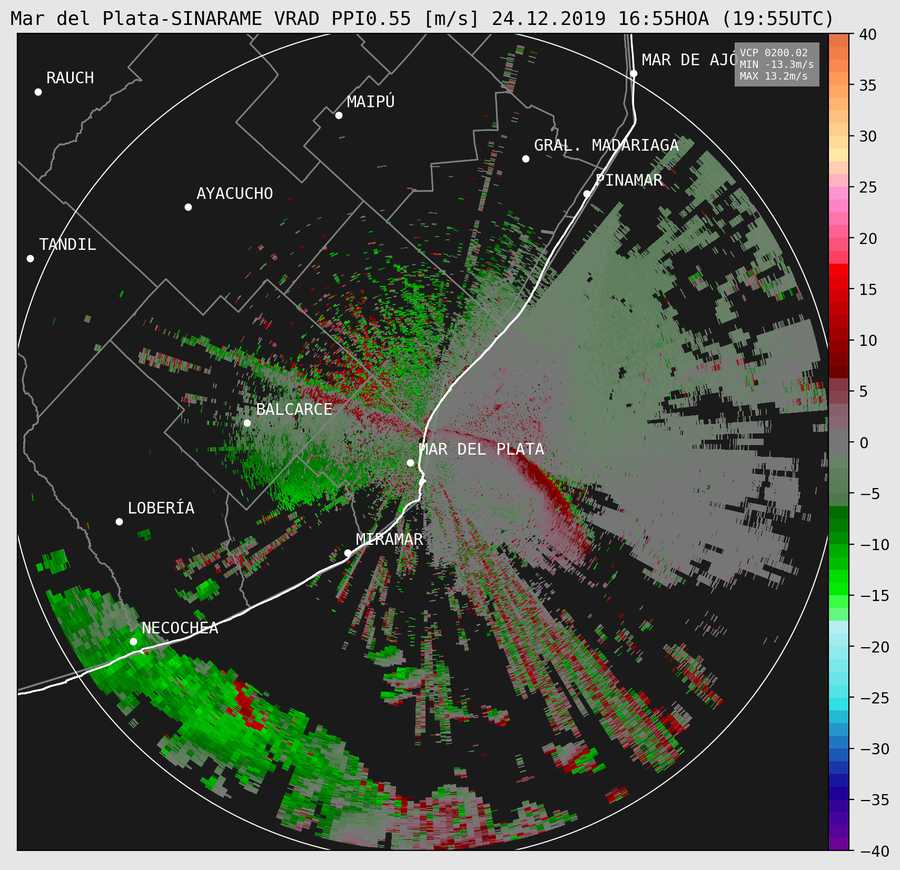 Mar del Plata-SINARAME VRAD PPI0.55 [m/s] 24.12.2019 16:55HOA (19:55UTC)
VCP 0200.02
MIN -13.3m/s
MAX 13.2m/s
MAR DE AJÓ
RAUCH
MAIPÚ
GRAL. MADARIAGA
PINAMAR
AYACUCHO
TANDIL
BALCARCE
MAR DEL PLATA
LOBERÍA
MIRAMAR
NECOCHEA
40
35
30
25
20
15
10
5
0
−5
−10
−15
−20
−25
−30
−35
−40